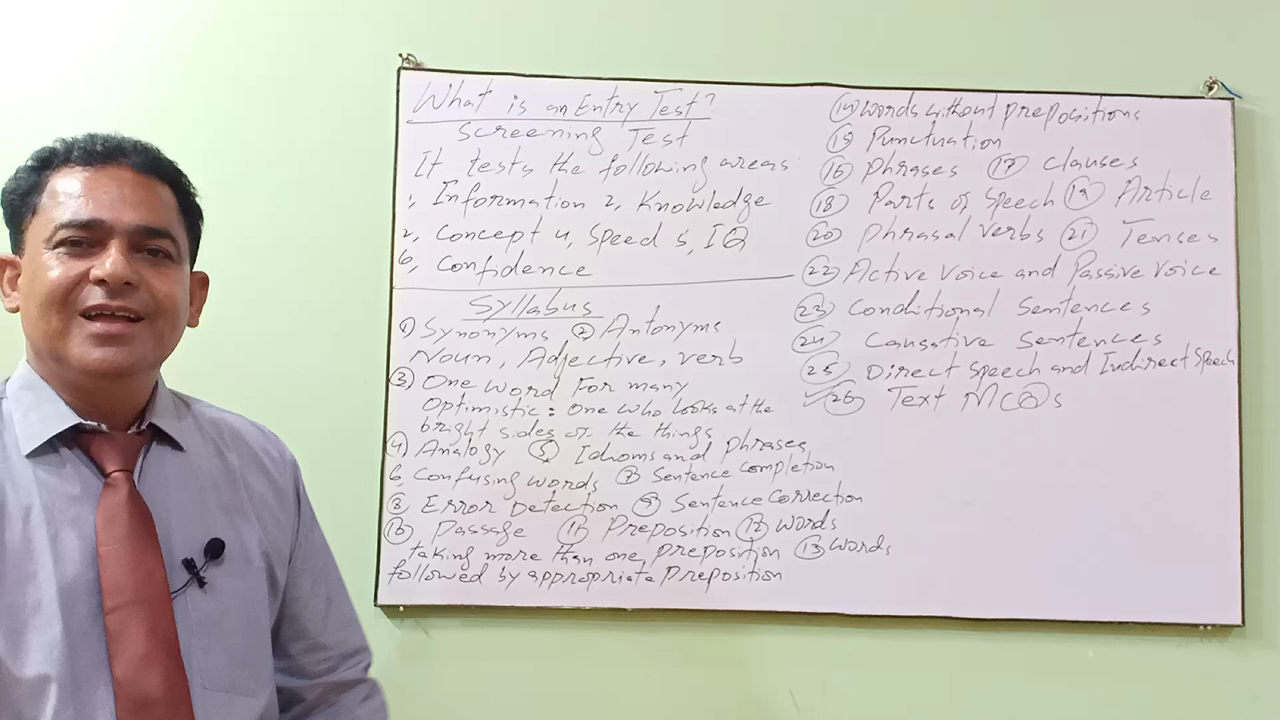 What is an Entry Test?
Screening Test
It tests the following areas:
1, Information 2, Knowledge
2, Concept 4, Speed 5, IQ
6, Confidence
Syllabus
1) Synonyms 2) Antonyms
Noun, Adjective, verb
3) One word For many
Optimistic: One who looks at the
bright sides of the things
4) Analogy 5, Idioms and phrases
6, Confusing words 7) Sentence completion
8) Error Detection 9) Sentence Correction
10) Passage 11) Preposition 12) words
taking more than one preposition 13) words
followed by appropriate Preposition
14) words without prepositions
15) Punctuation
16) Phrases 17) Clauses
18) Parts of Speech 19) Article
20) Phrasal verbs 21) Tenses
22) Active Voice and Passive Voice
23) Conditional Sentences
24) Causative Sentences
25) Direct Speech and Indirect Speech
26) Text MCQs